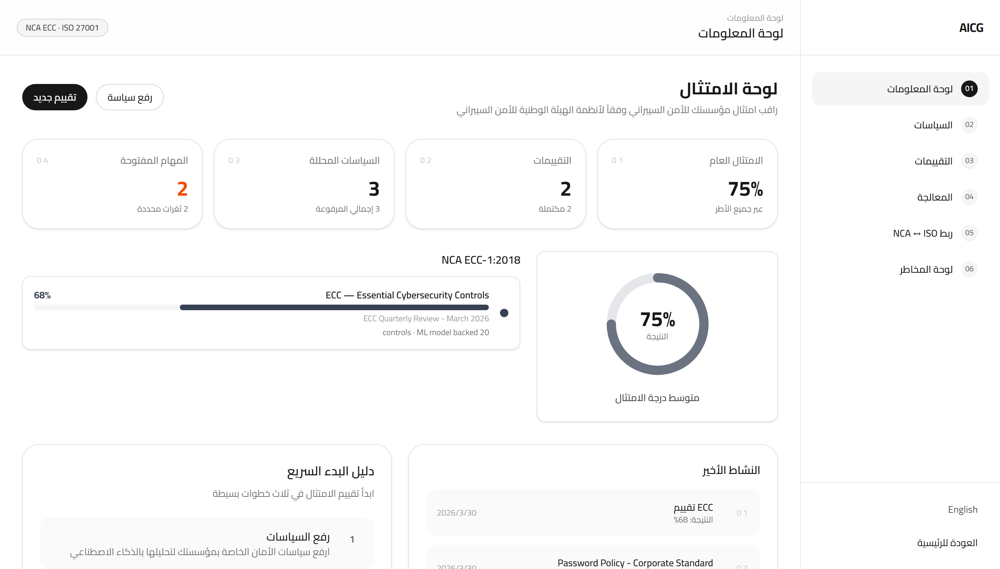 AICG
01 لوحة المعلومات
02 السياسات
03 التقييمات
04 المعالجة
05 ربط NCA ↔ ISO
06 لوحة المخاطر
English
العودة للرئيسية
لوحة المعلومات
لوحة المعلومات
NCA ECC · ISO 27001
لوحة الامتثال
راقب امتثال مؤسستك للأمن السيبراني وفقاً لأنظمة الهيئة الوطنية للأمن السيبراني
رفع سياسة
تقييم جديد
الامتثال العام 01
75%
عبر جميع الأطر
التقييمات 02
2
2 مكتملة
السياسات المحللة 03
3
3 إجمالي المرفوعة
المهام المفتوحة 04
2
2 ثغرات محددة
75%
النتيجة
متوسط درجة الامتثال
NCA ECC-1:2018
ECC — Essential Cybersecurity Controls 68%
ECC Quarterly Review - March 2026
controls · ML model backed 20
النشاط الأخير
01
ECC تقييم
النتيجة: 68%
2026/3/30
02
Password Policy - Corporate Standard
2026/3/30
دليل البدء السريع
ابدأ تقييم الامتثال في ثلاث خطوات بسيطة
1
رفع السياسات
ارفع سياسات الأمان الخاصة بمؤسستك لتحليلها بالذكاء الاصطناعي